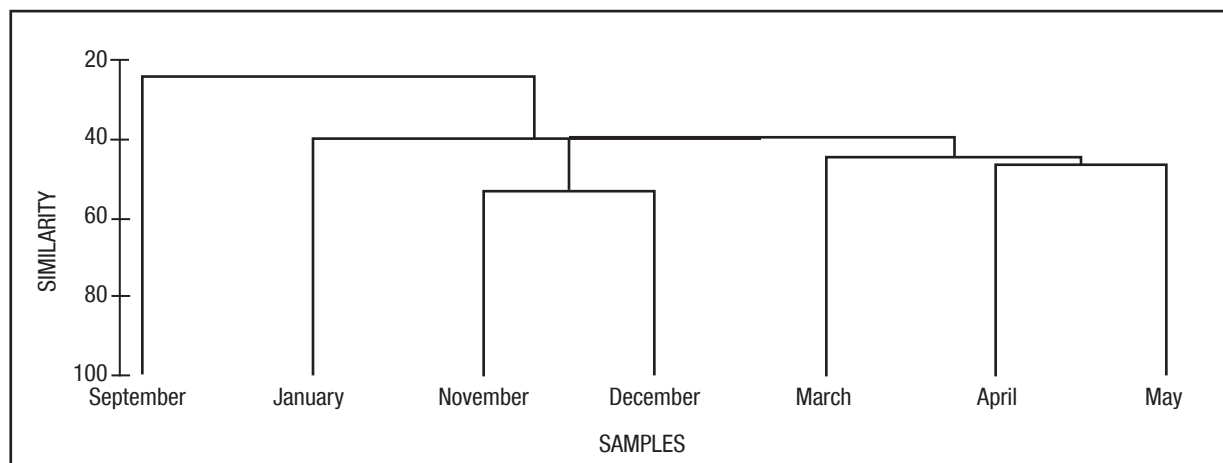 20
40
60
80
100
SIMILARITY
September January November December March April May
SAMPLES